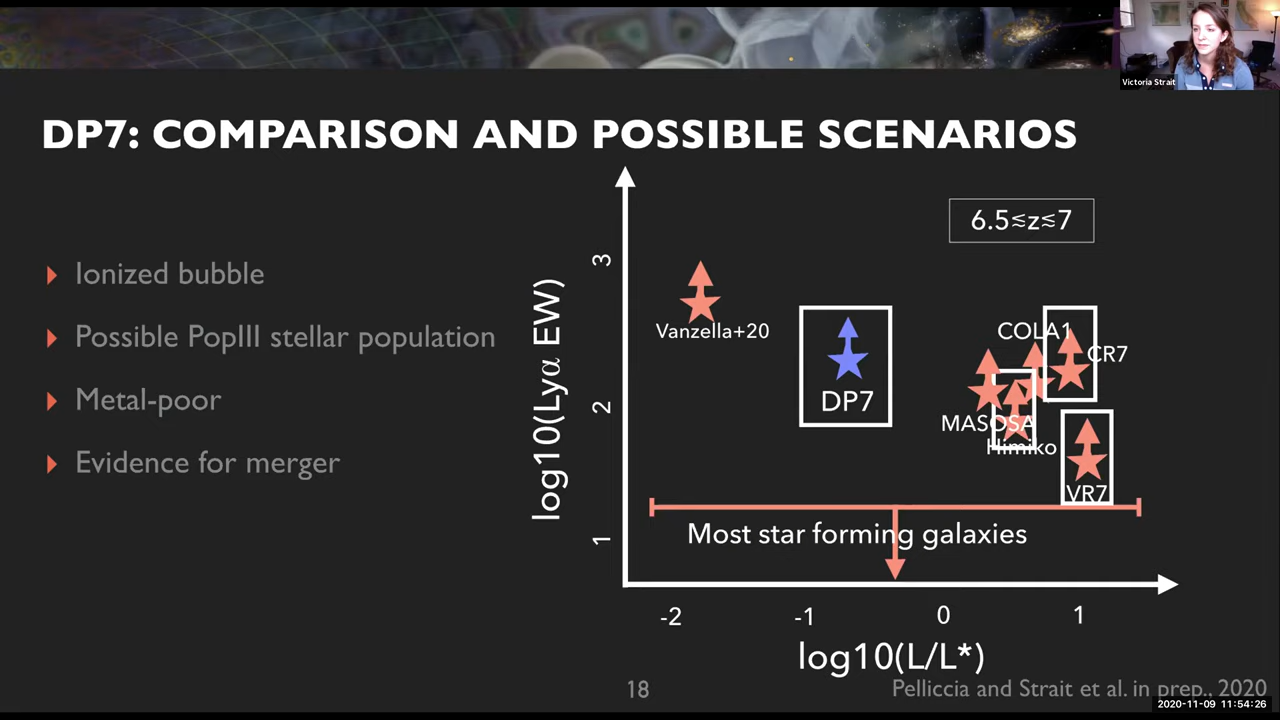 Victoria Strait
DP7: COMPARISON AND POSSIBLE SCENARIOS
Ionized bubble
Possible PopIII stellar population
Metal-poor
Evidence for merger
6.5≲z≲7
log10(Lyα EW)
3
2
1
Vanzella+20
DP7
COLA1
CR7
MASOSA
Himiko
VR7
Most star forming galaxies
-2 -1 0 1
log10(L/L*)
18
Pelliccia and Strait et al. in prep., 2020
2020-11-09 11:54:26